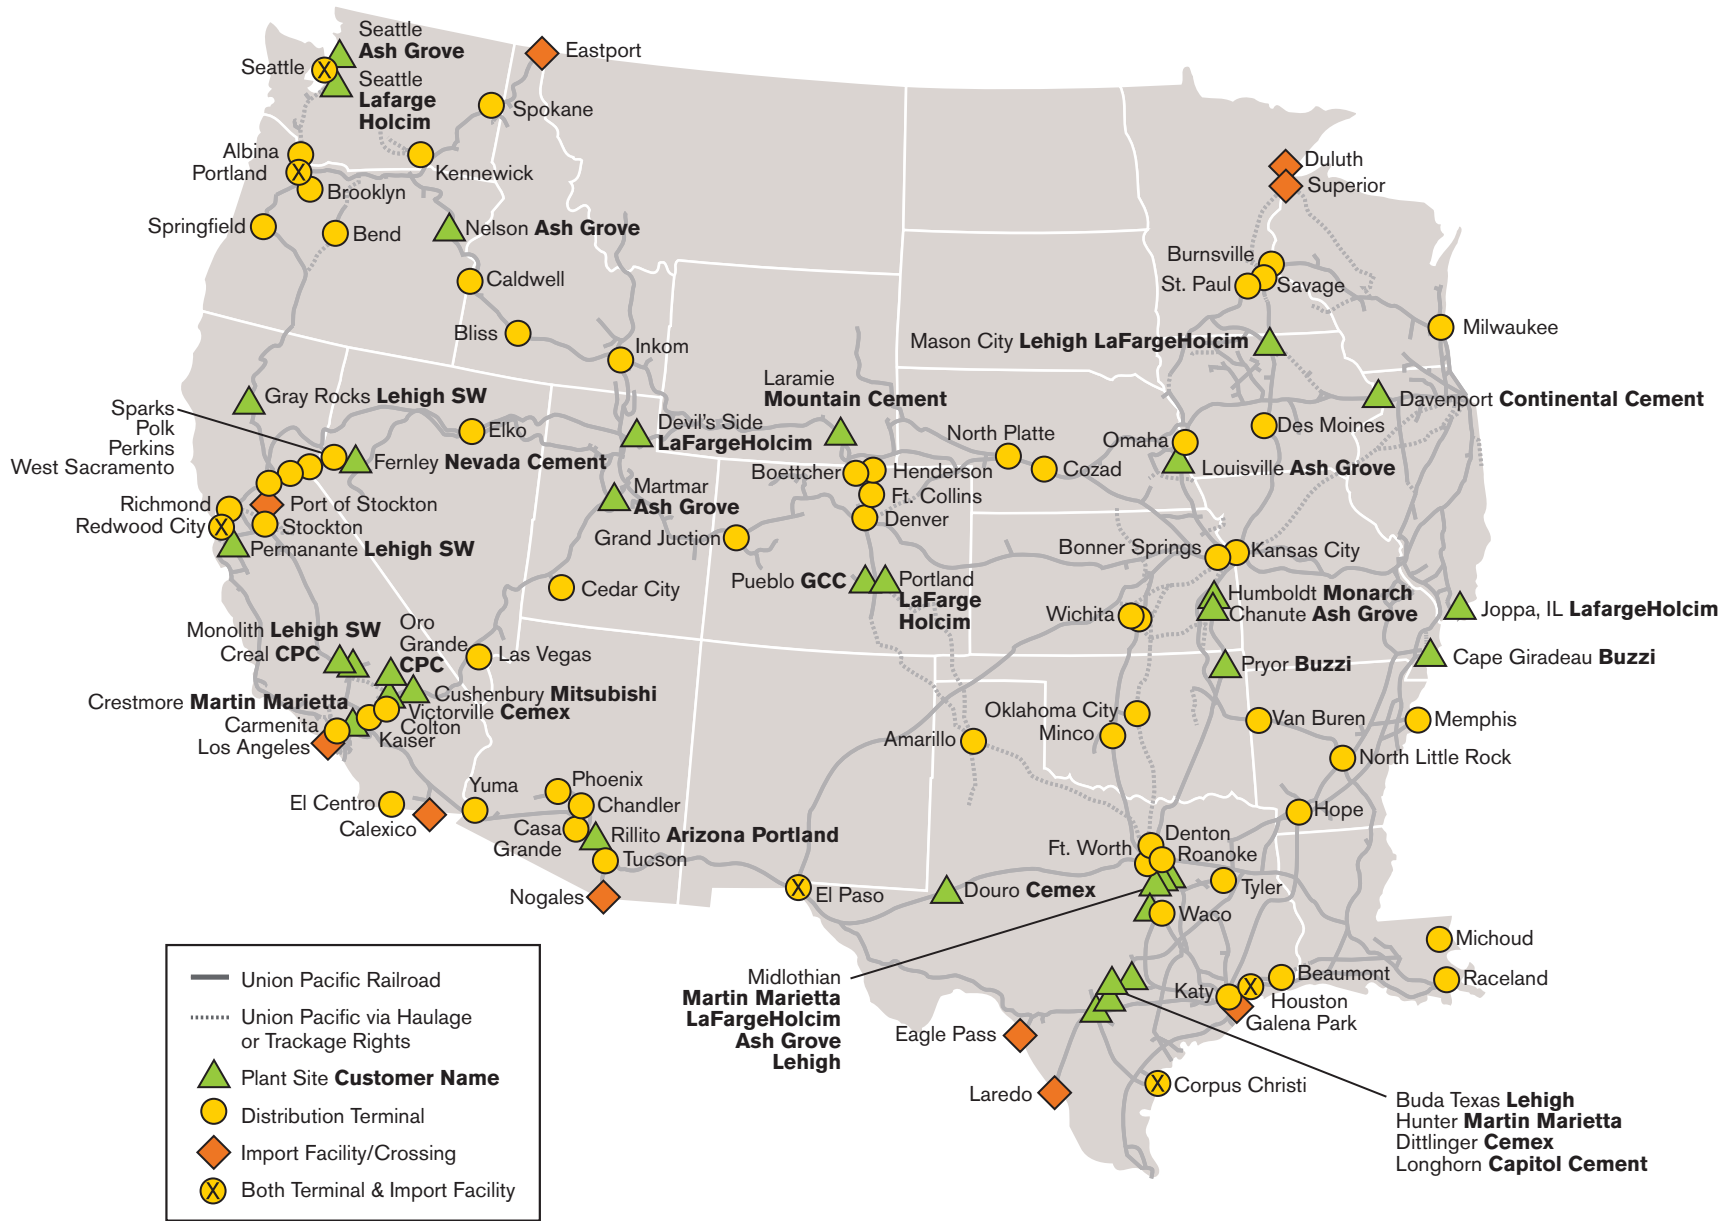 Seattle
Ash Grove
Seattle
Seattle
Lafarge
Holcim
Eastport
Spokane
Albina
Portland
Brooklyn
Kennewick
Springfield
Bend
Nelson Ash Grove
Caldwell
Bliss
Inkom
Duluth
Superior
Burnsville
St. Paul
Savage
Milwaukee
Mason City Lehigh LaFargeHolcim
Davenport Continental Cement
Des Moines
Omaha
Louisville Ash Grove
Gray Rocks Lehigh SW
Sparks
Polk
Perkins
West Sacramento
Elko
Fernley Nevada Cement
Richmond
Redwood City
Port of Stockton
Stockton
Permanante Lehigh SW
Laramie
Mountain Cement
Devil's Side
LaFargeHolcim
Martmar
Ash Grove
Boettcher
Henderson
Ft. Collins
Denver
North Platte
Cozad
Grand Juction
Cedar City
Pueblo GCC
Portland
LaFarge
Holcim
Bonner Springs
Kansas City
Humboldt Monarch
Chanute Ash Grove
Wichita
Joppa, IL LafargeHolcim
Cape Giradeau Buzzi
Pryor Buzzi
Monolith Lehigh SW
Creal CPC
Oro
Grande
CPC
Las Vegas
Cushenbury Mitsubishi
Crestmore Martin Marietta
Victorville Cemex
Carmenita
Colton
Los Angeles
Kaiser
Oklahoma City
Minco
Amarillo
Van Buren
Memphis
North Little Rock
Hope
El Centro
Calexico
Yuma
Phoenix
Chandler
Casa
Grande
Rillito Arizona Portland
Tucson
Nogales
El Paso
Douro Cemex
Denton
Ft. Worth
Roanoke
Tyler
Waco
Midlothian
Martin Marietta
LaFargeHolcim
Ash Grove
Lehigh
Michoud
Raceland
Beaumont
Katy
Houston
Galena Park
Eagle Pass
Laredo
Corpus Christi
Buda Texas Lehigh
Hunter Martin Marietta
Dittlinger Cemex
Longhorn Capitol Cement
Union Pacific Railroad
Union Pacific via Haulage
or Trackage Rights
Plant Site Customer Name
Distribution Terminal
Import Facility/Crossing
Both Terminal & Import Facility